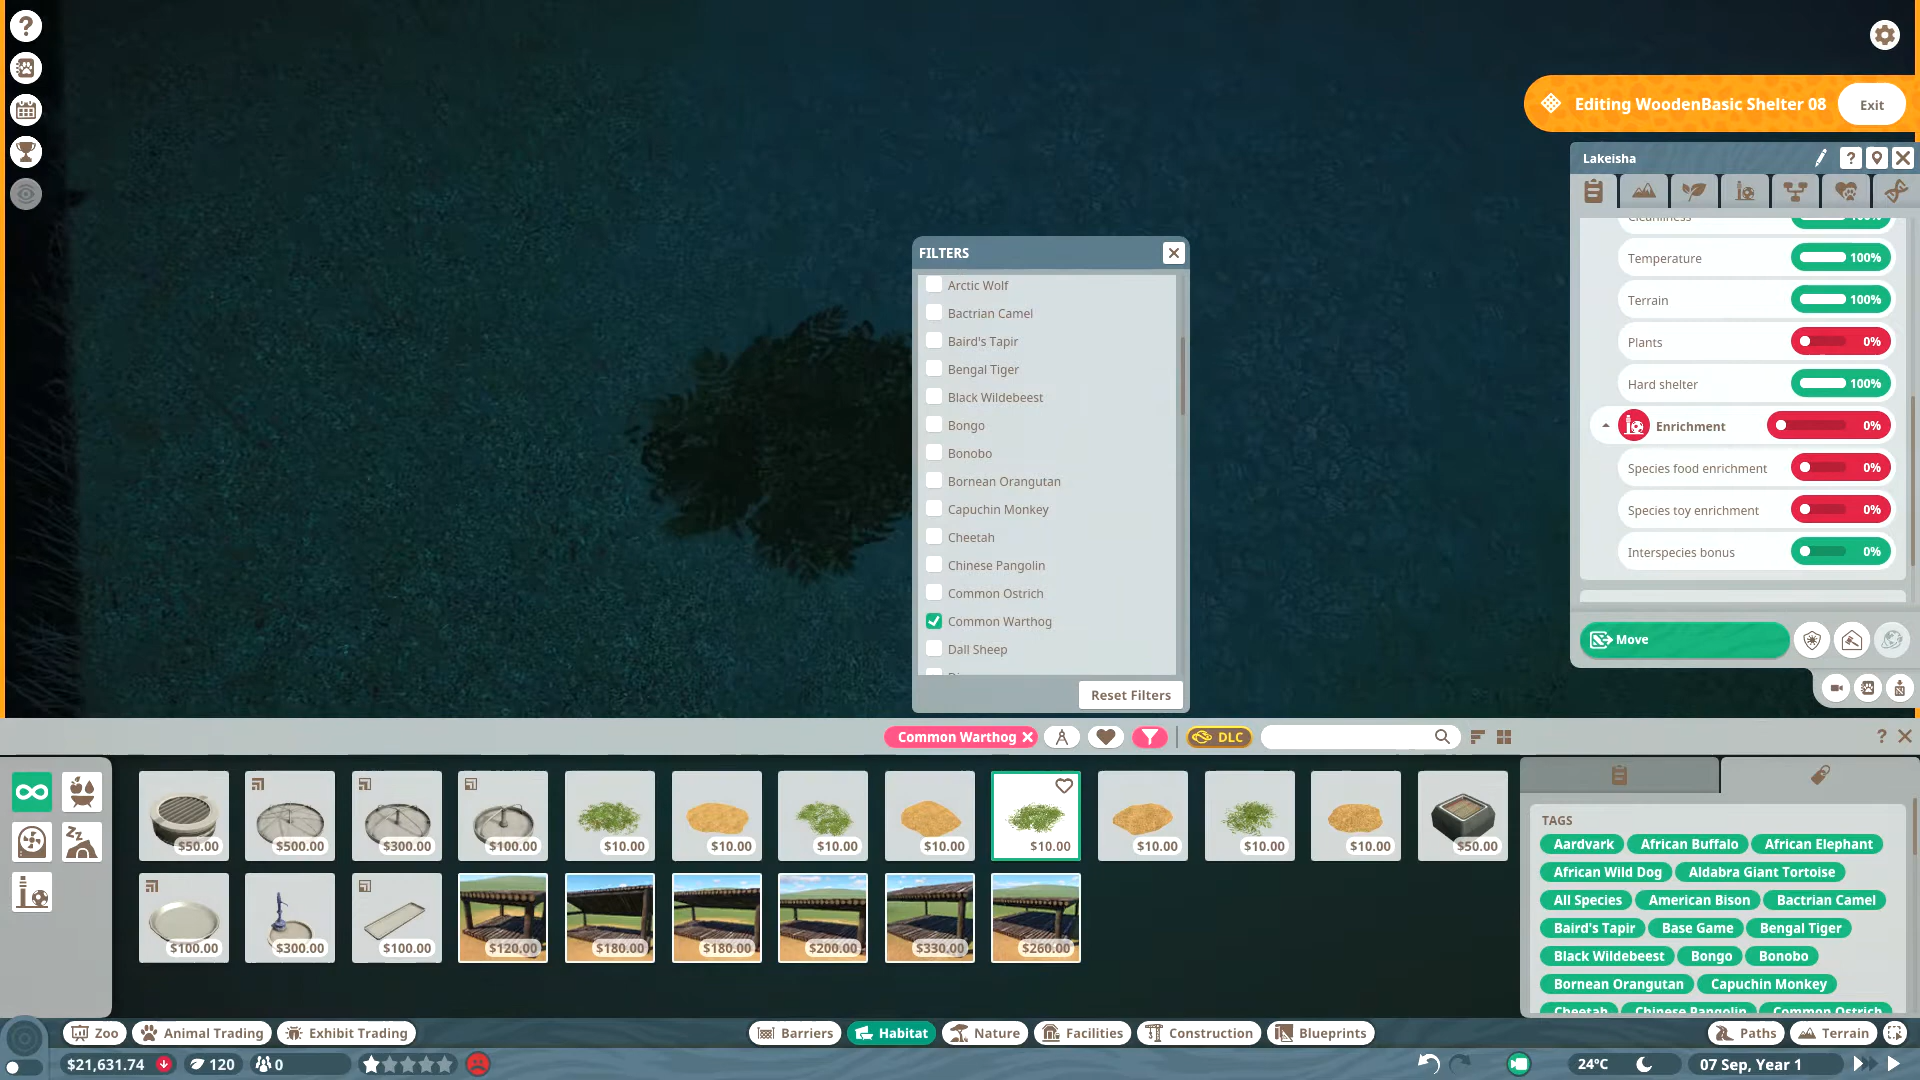 Editing WoodenBasic Shelter 08
Exit
Lakeisha
Cleanliness
Temperature 100%
Terrain 100%
Plants 0%
Hard shelter 100%
Enrichment 0%
Species food enrichment 0%
Species toy enrichment 0%
Interspecies bonus 0%
Move
FILTERS
Arctic Wolf
Bactrian Camel
Baird's Tapir
Bengal Tiger
Black Wildebeest
Bongo
Bonobo
Bornean Orangutan
Capuchin Monkey
Cheetah
Chinese Pangolin
Common Ostrich
Common Warthog
Dall Sheep
Reset Filters
Common Warthog
DLC
$50.00 $500.00 $300.00 $100.00 $10.00 $10.00 $10.00 $10.00 $10.00 $10.00 $10.00 $10.00 $50.00
$100.00 $300.00 $100.00 $120.00 $180.00 $180.00 $200.00 $330.00 $260.00
TAGS
Aardvark African Buffalo African Elephant
African Wild Dog Aldabra Giant Tortoise
All Species American Bison Bactrian Camel
Baird's Tapir Base Game Bengal Tiger
Black Wildebeest Bongo Bonobo
Bornean Orangutan Capuchin Monkey
Cheetah Chinese Pangolin Common Ostrich
Zoo Animal Trading Exhibit Trading Barriers Habitat Nature Facilities Construction Blueprints Paths Terrain
$21,631.74 120 0 24°C 07 Sep, Year 1